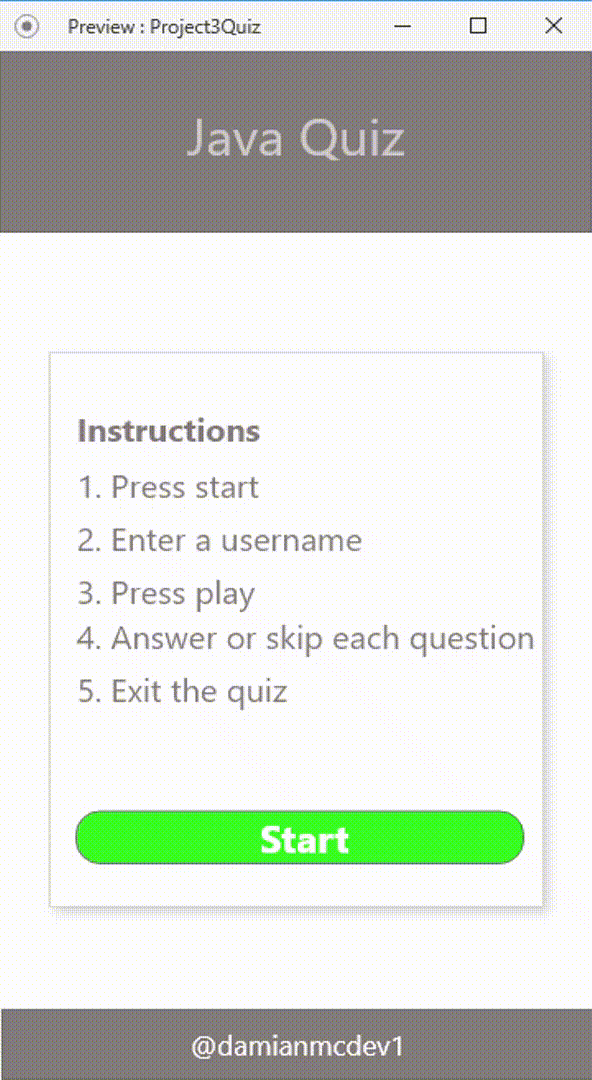 Preview : Project3Quiz
Java Quiz
Instructions
1. Press start
2. Enter a username
3. Press play
4. Answer or skip each question
5. Exit the quiz
Start
@damianmcdev1